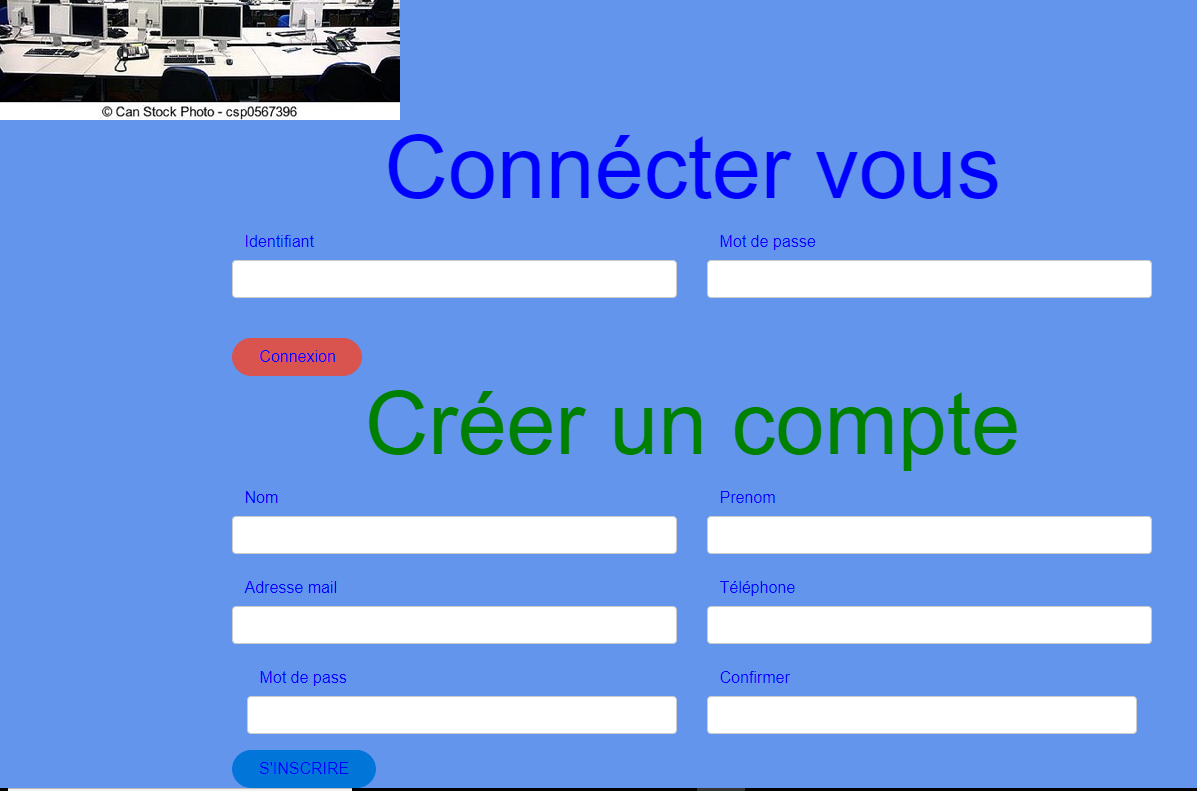 © Can Stock Photo - csp0567396
Connécter vous
Identifiant Mot de passe
Connexion
Créer un compte
Nom Prenom
Adresse mail Téléphone
Mot de pass Confirmer
S'INSCRIRE